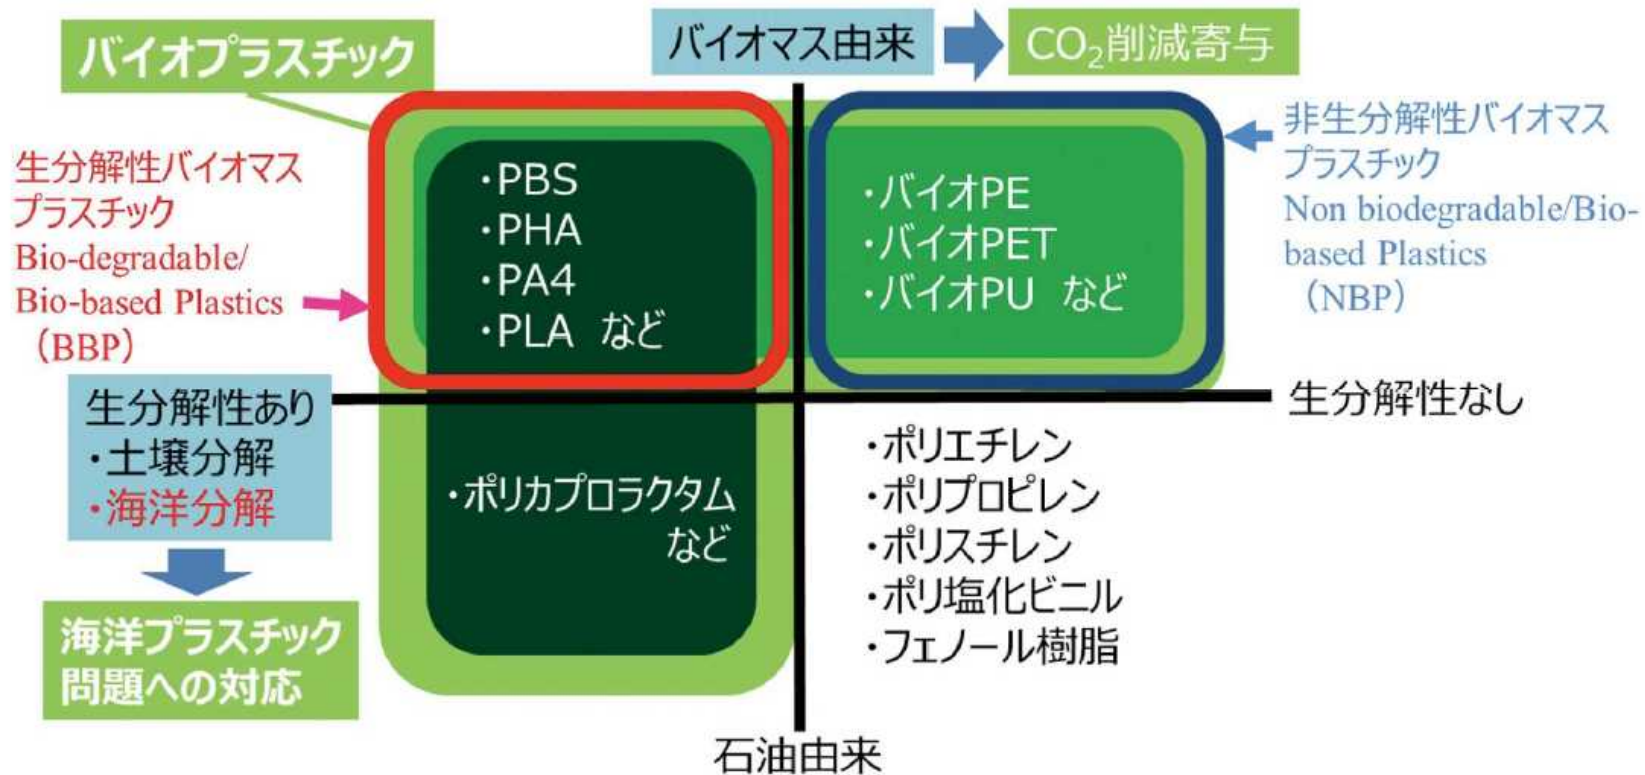 バイオプラスチック
バイオマス由来
CO₂削減寄与
生分解性バイオマス
プラスチック
Bio-degradable/
Bio-based Plastics
（BBP）
・PBS
・PHA
・PA4
・PLA など
・バイオPE
・バイオPET
・バイオPU など
非生分解性バイオマス
プラスチック
Non biodegradable/Bio-
based Plastics
（NBP）
生分解性あり
・土壌分解
・海洋分解
生分解性なし
・ポリカプロラクタム
など
・ポリエチレン
・ポリプロピレン
・ポリスチレン
・ポリ塩化ビニル
・フェノール樹脂
海洋プラスチック
問題への対応
石油由来